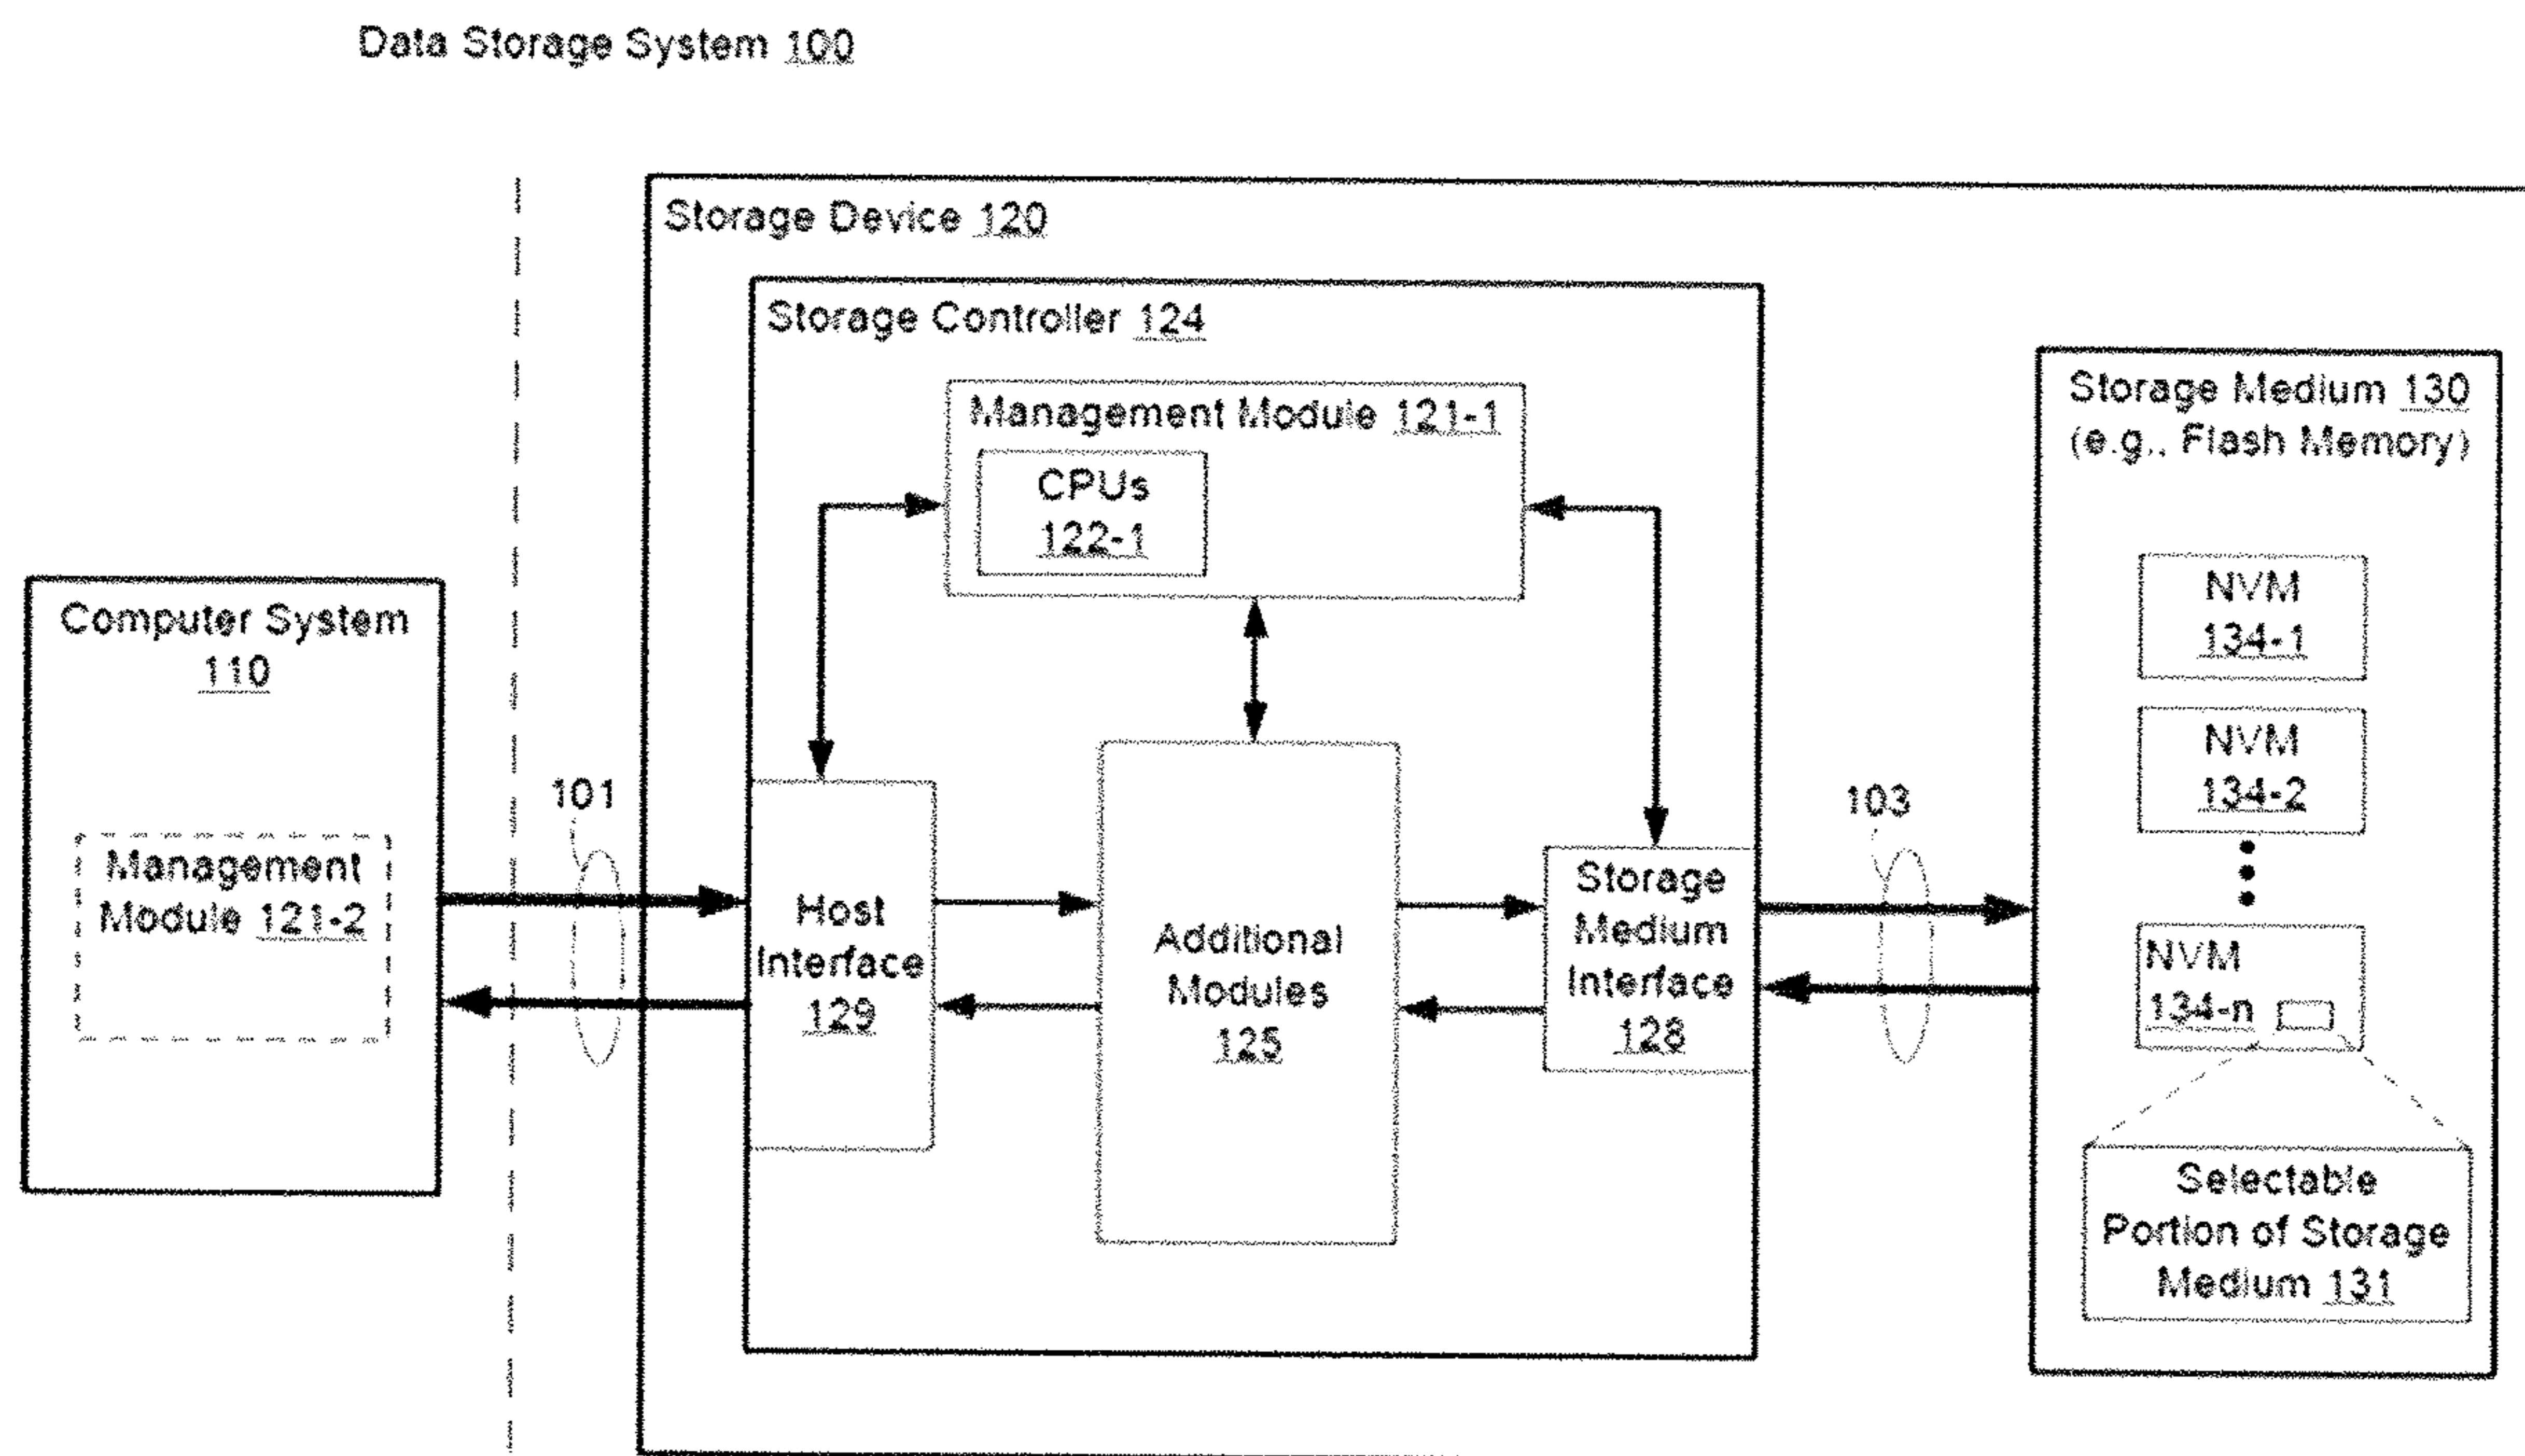 Data Storage System 100
Storage Device 120
Storage Controller 124
Management Module 121-1
CPUs
122-1
Computer System
110
Management
Module 121-2
101
Host
Interface
129
Additional
Modules
125
Storage
Medium
Interface
128
103
Storage Medium 130
(e.g., Flash Memory)
NVM
134-1
NVM
134-2
NVM
134-n
Selectable
Portion of Storage
Medium 131